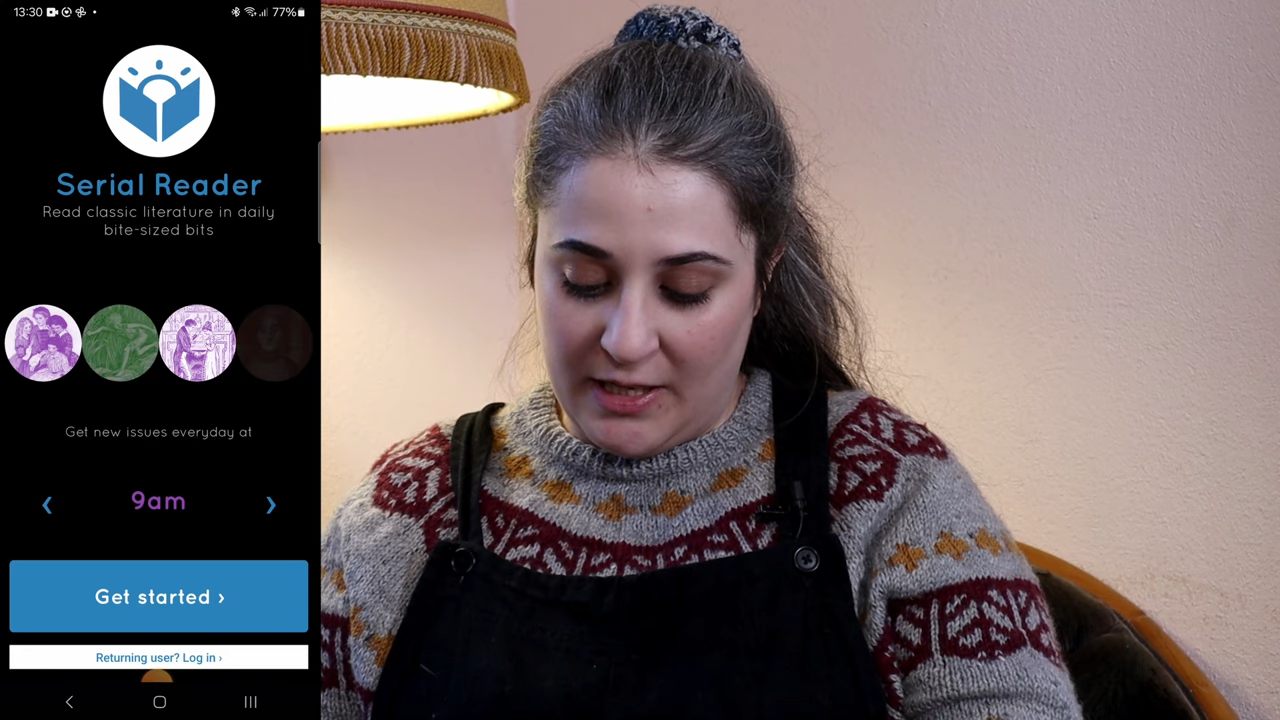 13:30
77%
Serial Reader
Read classic literature in daily
bite-sized bits
Get new issues everyday at
9am
Get started ›
Returning user? Log in ›